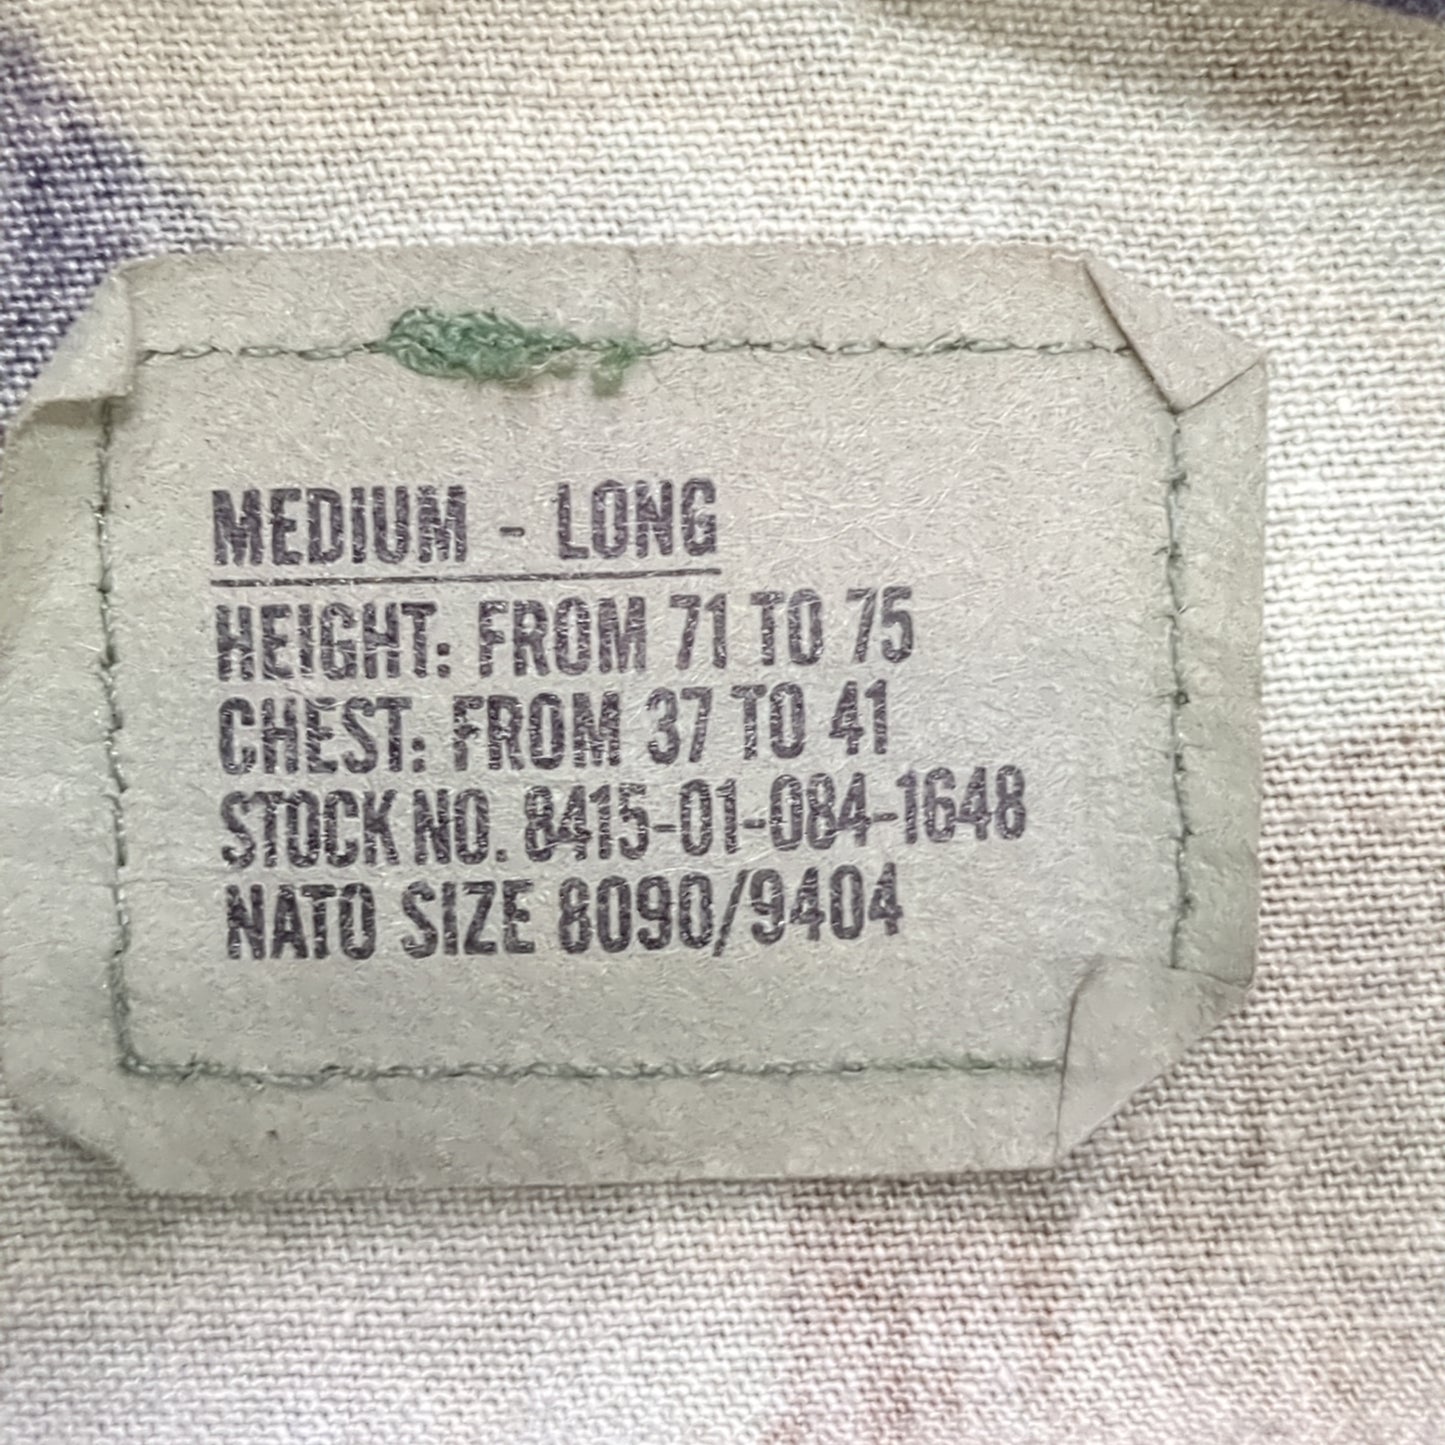 MEDIUM - LONG
HEIGHT: FROM 71 TO 75
CHEST: FROM 37 TO 41
STOCK NO. 8415-01-084-1648
NATO SIZE 8090/9404